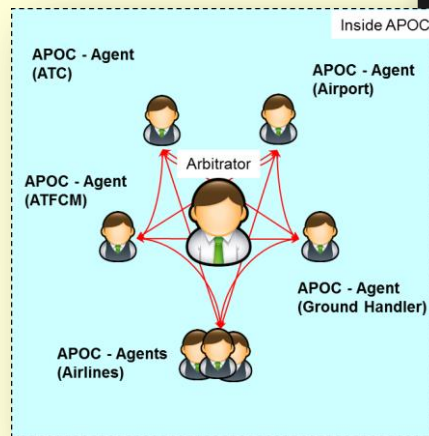 Inside APOC
APOC - Agent
(ATC)
APOC - Agent
(Airport)
Arbitrator
APOC - Agent
(ATFCM)
APOC - Agent
(Ground Handler)
APOC - Agents
(Airlines)